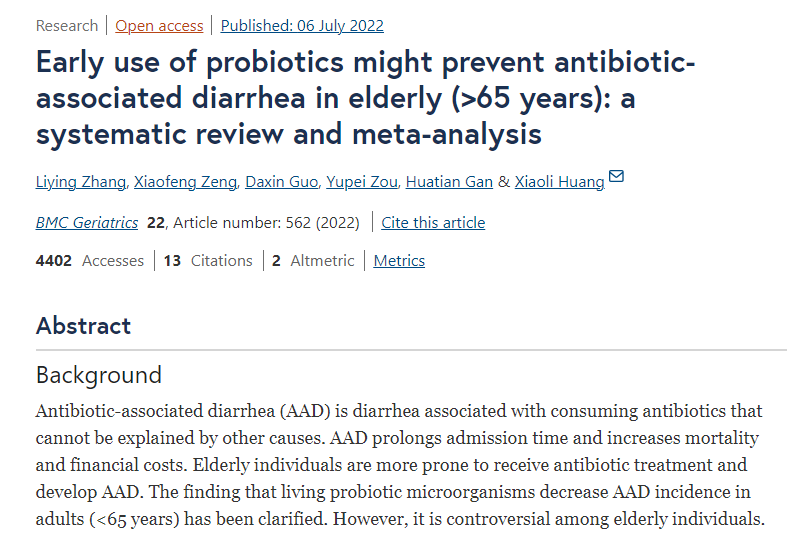 Research | Open access | Published: 06 July 2022
Early use of probiotics might prevent antibiotic-
associated diarrhea in elderly (>65 years): a
systematic review and meta-analysis
Liying Zhang, Xiaofeng Zeng, Daxin Guo, Yupei Zou, Huatian Gan & Xiaoli Huang
BMC Geriatrics 22, Article number: 562 (2022) | Cite this article
4402 Accesses | 13 Citations | 2 Altmetric | Metrics
Abstract
Background
Antibiotic-associated diarrhea (AAD) is diarrhea associated with consuming antibiotics that
cannot be explained by other causes. AAD prolongs admission time and increases mortality
and financial costs. Elderly individuals are more prone to receive antibiotic treatment and
develop AAD. The finding that living probiotic microorganisms decrease AAD incidence in
adults (<65 years) has been clarified. However, it is controversial among elderly individuals.